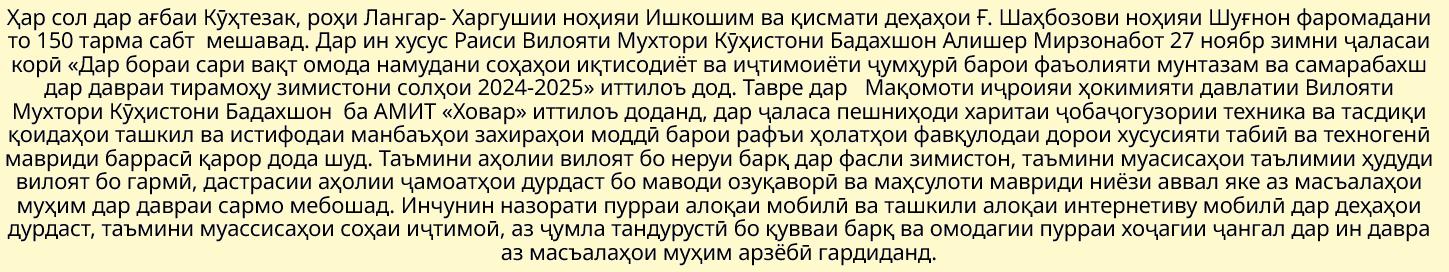 Ҳар сол дар ағбаи Кӯҳтезак, роҳи Лангар- Харгушии ноҳияи Ишкошим ва қисмати деҳаҳои Ғ. Шаҳбозови ноҳияи Шуғнон фаромадани
то 150 тарма сабт мешавад. Дар ин хусус Раиси Вилояти Мухтори Кӯҳистони Бадахшон Алишер Мирзонабот 27 ноябр зимни ҷаласаи
корӣ «Дар бораи сари вақт омода намудани соҳаҳои иқтисодиёт ва иҷтимоиёти ҷумҳурӣ барои фаъолияти мунтазам ва самарабахш
дар давраи тирамоҳу зимистони солҳои 2024-2025» иттилоъ дод. Тавре дар Мақомоти иҷроияи ҳокимияти давлатии Вилояти
Мухтори Кӯҳистони Бадахшон ба АМИТ «Ховар» иттилоъ доданд, дар ҷаласа пешниҳоди харитаи ҷобаҷогузории техника ва тасдиқи
қоидаҳои ташкил ва истифодаи манбаъҳои захираҳои моддӣ барои рафъи ҳолатҳои фавқулодаи дорои хусусияти табиӣ ва техногенӣ
мавриди баррасӣ қарор дода шуд. Таъмини аҳолии вилоят бо неруи барқ дар фасли зимистон, таъмини муасисаҳои таълимии ҳудуди
вилоят бо гармӣ, дастрасии аҳолии ҷамоатҳои дурдаст бо маводи озуқаворӣ ва маҳсулоти мавриди ниёзи аввал яке аз масъалаҳои
муҳим дар давраи сармо мебошад. Инчунин назорати пурраи алоқаи мобилӣ ва ташкили алоқаи интернетиву мобилӣ дар деҳаҳои
дурдаст, таъмини муассисаҳои соҳаи иҷтимоӣ, аз ҷумла тандурустӣ бо қувваи барқ ва омодагии пурраи хоҷагии ҷангал дар ин давра
аз масъалаҳои муҳим арзёбӣ гардиданд.